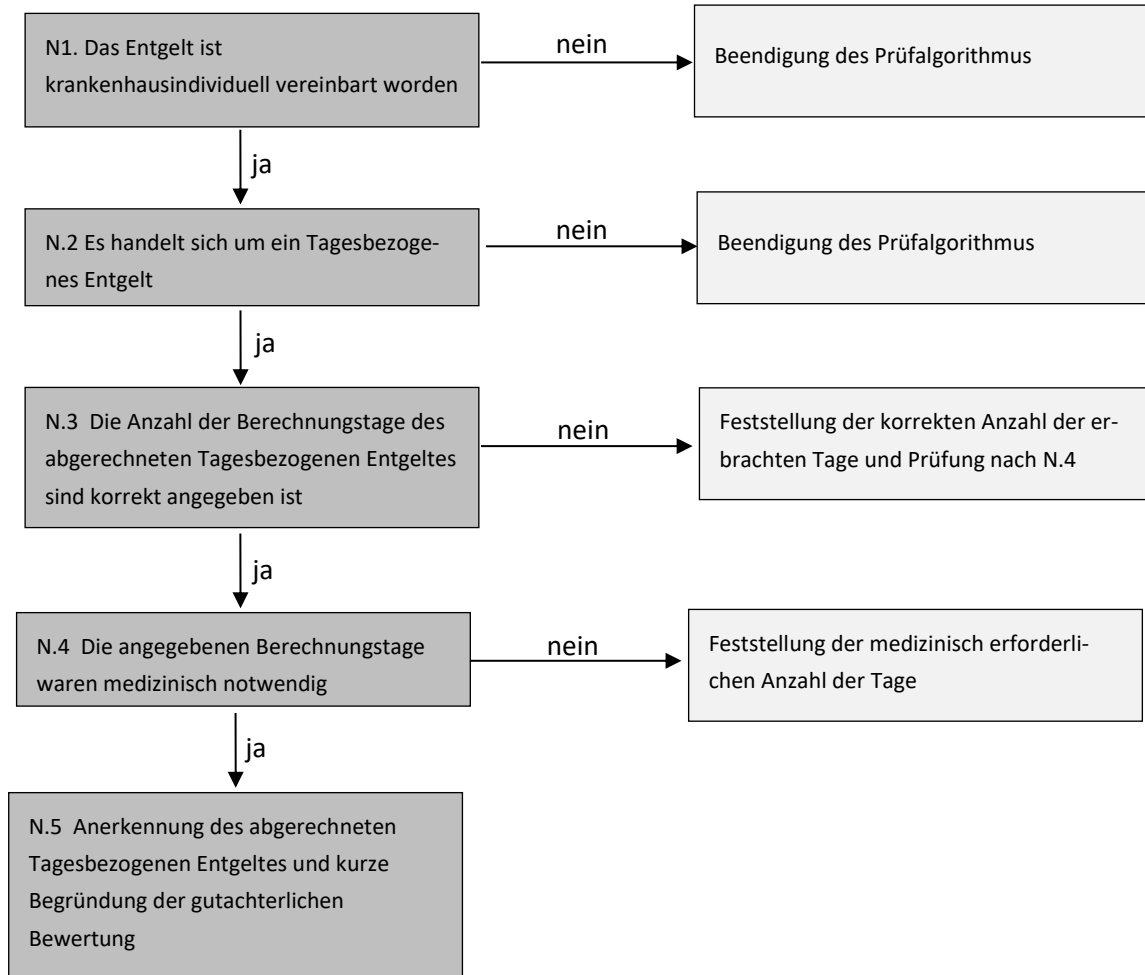 N1. Das Entgelt ist
krankenhausindividuell vereinbart worden
nein
Beendigung des Prüfalgorithmus
ja
N.2 Es handelt sich um ein Tagesbezoge-
nes Entgelt
nein
Beendigung des Prüfalgorithmus
ja
N.3 Die Anzahl der Berechnungstage des
abgerechneten Tagesbezogenen Entgeltes
sind korrekt angegeben ist
nein
Feststellung der korrekten Anzahl der er-
brachten Tage und Prüfung nach N.4
ja
N.4 Die angegebenen Berechnungstage
waren medizinisch notwendig
nein
Feststellung der medizinisch erforderli-
chen Anzahl der Tage
ja
N.5 Anerkennung des abgerechneten
Tagesbezogenen Entgeltes und kurze
Begründung der gutachterlichen
Bewertung